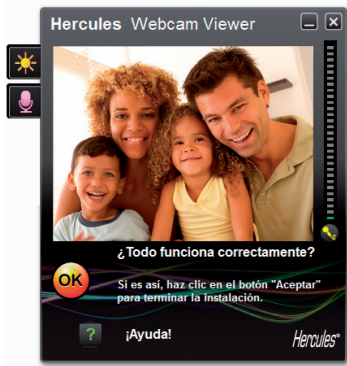 Hercules Webcam Viewer
¿Todo funciona correctamente?
OK
Si es así, haz clic en el botón "Aceptar"
para terminar la instalación.
? ¡Ayuda!
Hercules®